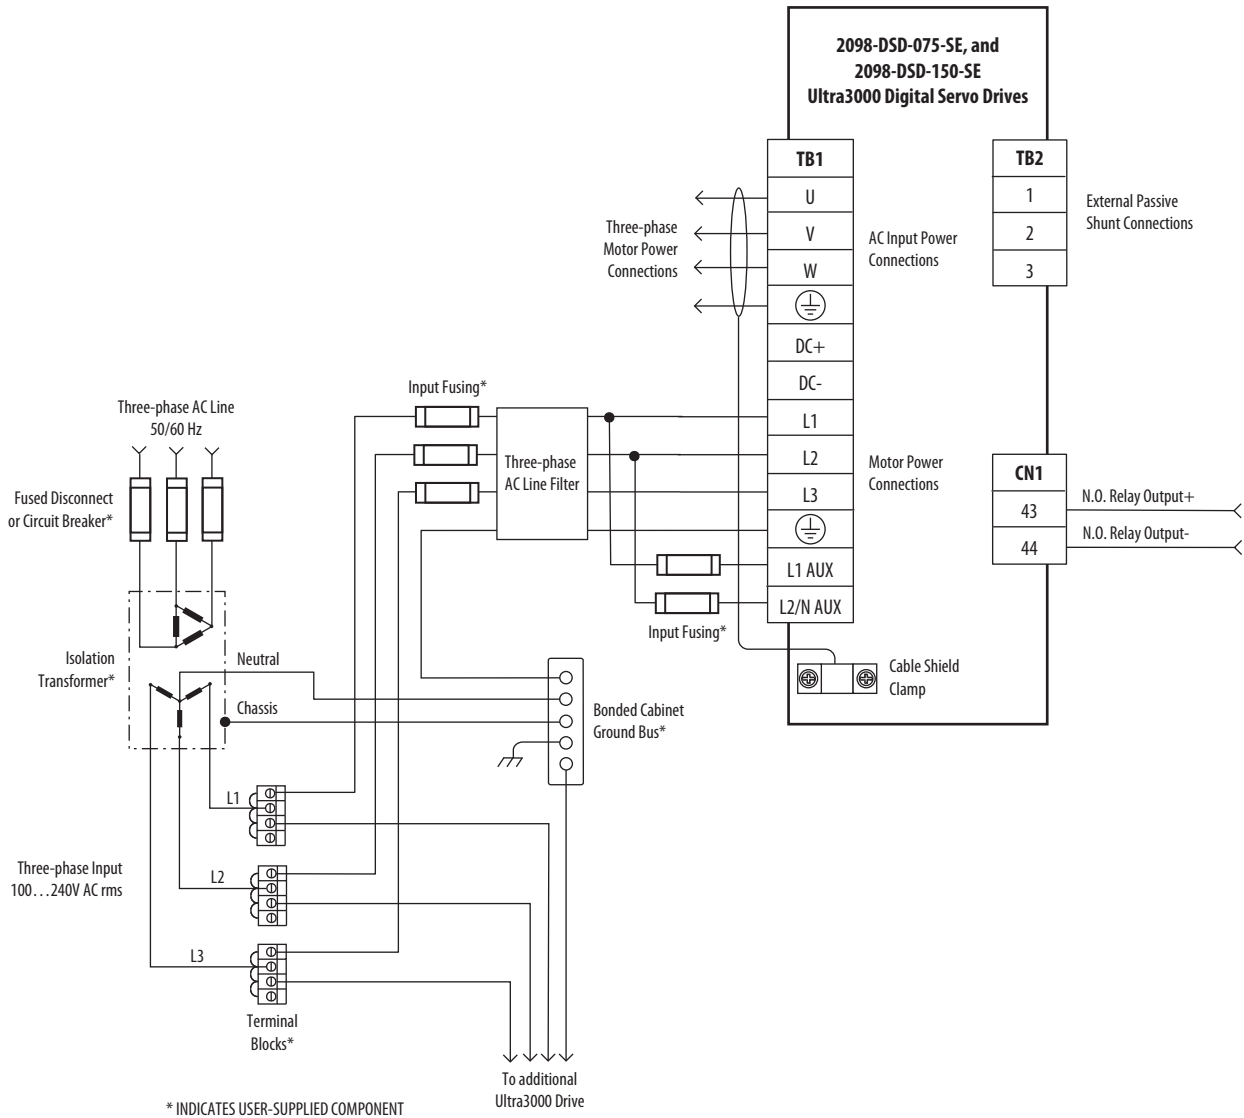 2098-DSD-075-SE, and
2098-DSD-150-SE
Ultra3000 Digital Servo Drives
TB1
U
V
W
DC+
DC-
L1
L2
L3
L1 AUX
L2/N AUX
TB2
1
2
3
External Passive
Shunt Connections
Three-phase
Motor Power
Connections
AC Input Power
Connections
Motor Power
Connections
CN1
43
44
N.O. Relay Output+
N.O. Relay Output-
Input Fusing*
Three-phase AC Line
50/60 Hz
Three-phase
AC Line Filter
Fused Disconnect
or Circuit Breaker*
Input Fusing*
Isolation
Transformer*
Neutral
Chassis
Cable Shield
Clamp
Bonded Cabinet
Ground Bus*
L1
L2
L3
Three-phase Input
100...240V AC rms
Terminal
Blocks*
To additional
Ultra3000 Drive
* INDICATES USER-SUPPLIED COMPONENT